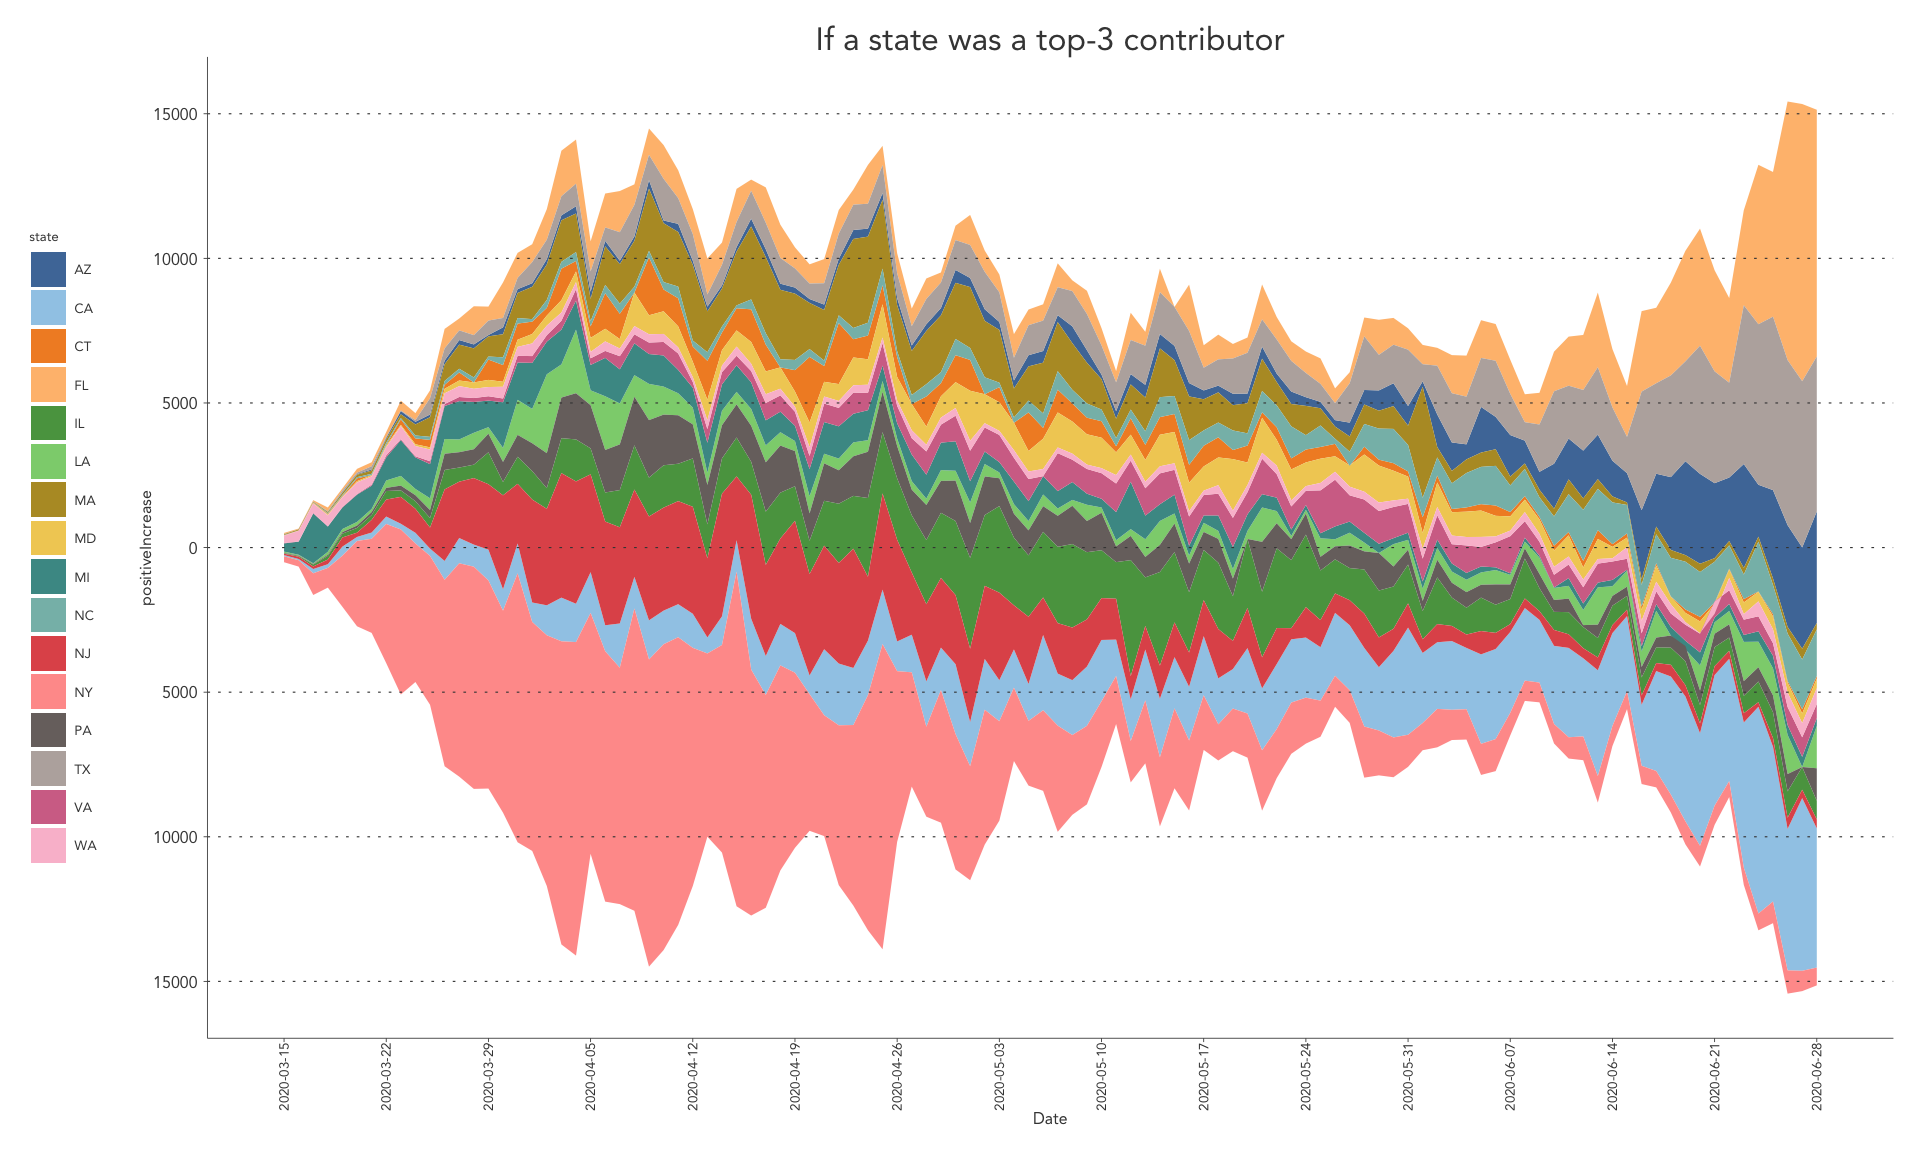 If a state was a top-3 contributor
state
AZ
CA
CT
FL
IL
LA
MA
MD
MI
NC
NJ
NY
PA
TX
VA
WA
positiveIncrease
15000
10000
5000
0
5000
10000
15000
2020-03-15
2020-03-22
2020-03-29
2020-04-05
2020-04-12
2020-04-19
2020-04-26
2020-05-03
2020-05-10
2020-05-17
2020-05-24
2020-05-31
2020-06-07
2020-06-14
2020-06-21
2020-06-28
Date